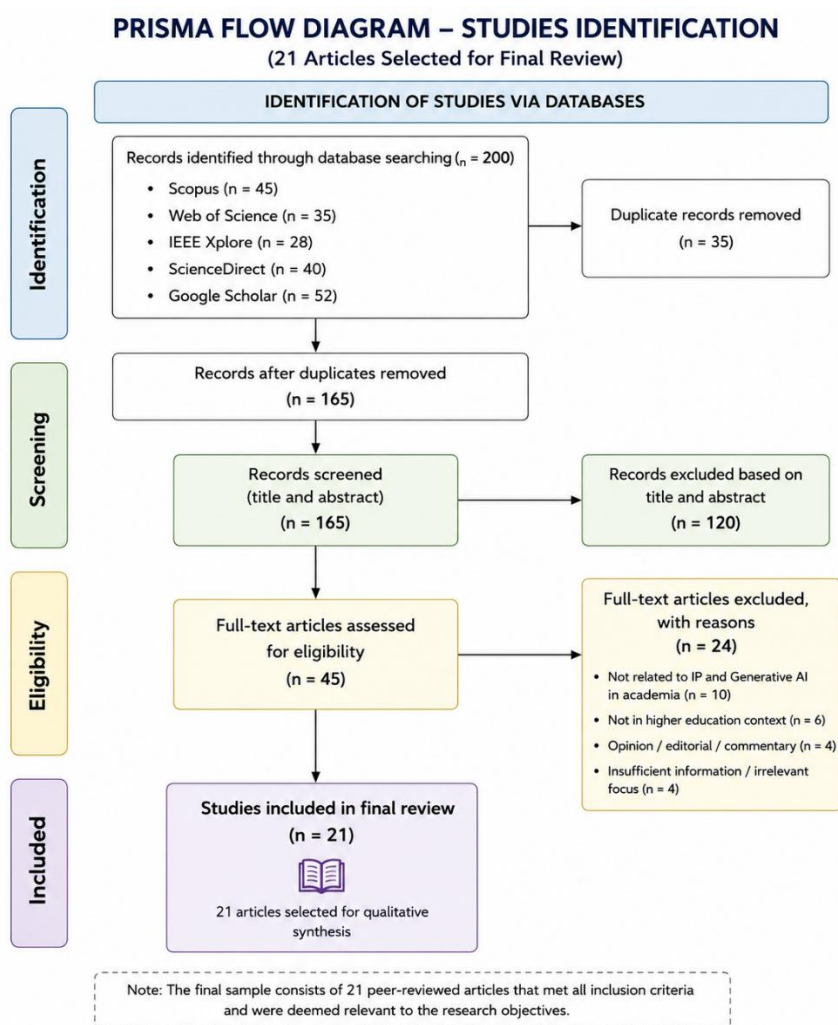 PRISMA FLOW DIAGRAM – STUDIES IDENTIFICATION
(21 Articles Selected for Final Review)
IDENTIFICATION OF STUDIES VIA DATABASES
Identification
Records identified through database searching (n = 200)
• Scopus (n = 45)
• Web of Science (n = 35)
• IEEE Xplore (n = 28)
• ScienceDirect (n = 40)
• Google Scholar (n = 52)
Duplicate records removed
(n = 35)
Screening
Records after duplicates removed
(n = 165)
Records screened
(title and abstract)
(n = 165)
Records excluded based on
title and abstract
(n = 120)
Eligibility
Full-text articles assessed
for eligibility
(n = 45)
Full-text articles excluded,
with reasons
(n = 24)
• Not related to IP and Generative AI
in academia (n = 10)
• Not in higher education context (n = 6)
• Opinion / editorial / commentary (n = 4)
• Insufficient information / irrelevant
focus (n = 4)
Included
Studies included in final review
(n = 21)
21 articles selected for qualitative
synthesis
Note: The final sample consists of 21 peer-reviewed articles that met all inclusion criteria
and were deemed relevant to the research objectives.